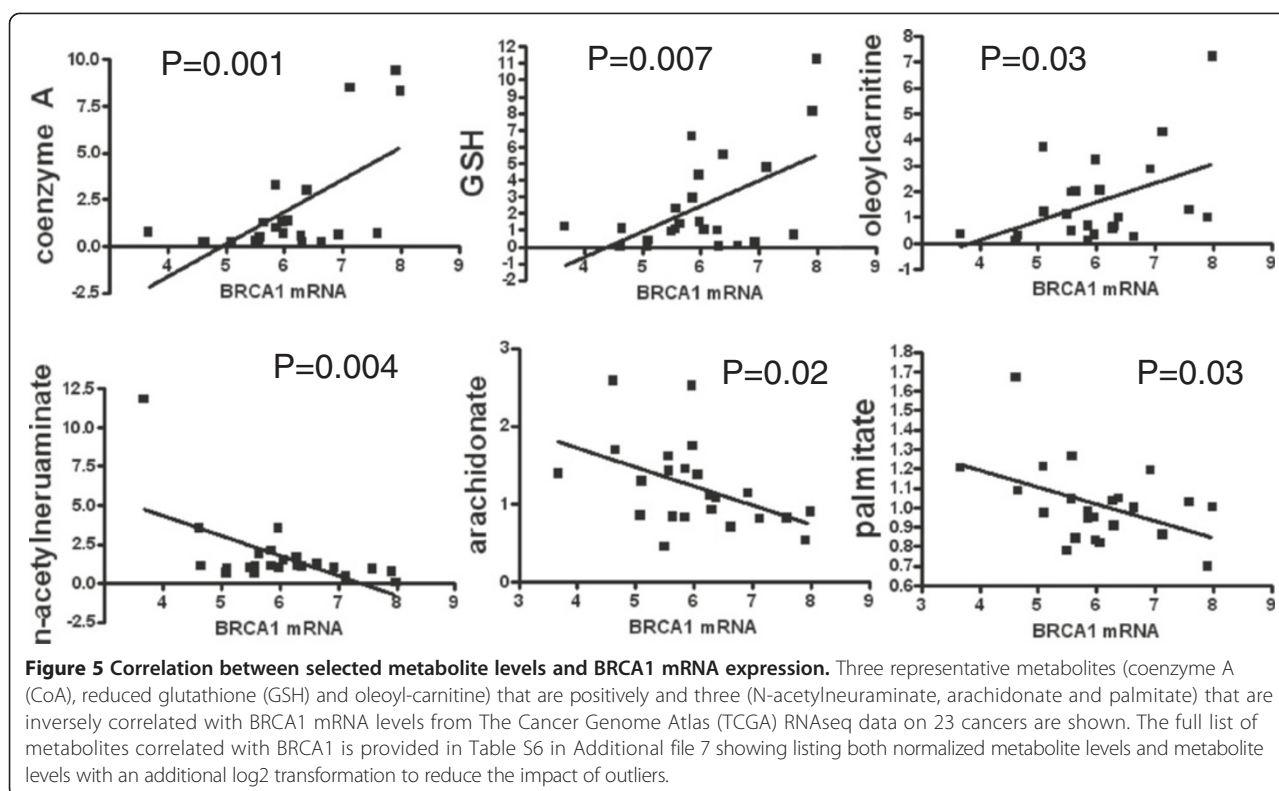 coenzyme A
P=0.001
10.0
7.5
5.0
2.5
0.0
-2.5
4 5 6 7 8 9
BRCA1 mRNA
GSH
P=0.007
12
11
10
9
8
7
6
5
4
3
2
1
0
-1
-2
4 5 6 7 8 9
BRCA1 mRNA
oleoylcarnitine
P=0.03
8
7
6
5
4
3
2
1
0
-1
4 5 6 7 8 9
BRCA1 mRNA
n-acetylneruaminate
P=0.004
12.5
10.0
7.5
5.0
2.5
0.0
-2.5
4 5 6 7 8 9
BRCA1 mRNA
arachidonate
P=0.02
3
2
1
0
3 4 5 6 7 8 9
BRCA1 mRNA
palmitate
P=0.03
1.8
1.7
1.6
1.5
1.4
1.3
1.2
1.1
1.0
0.9
0.8
0.7
0.6
3 4 5 6 7 8 9
BRCA1 mRNA
Figure 5 Correlation between selected metabolite levels and BRCA1 mRNA expression. Three representative metabolites (coenzyme A
(CoA), reduced glutathione (GSH) and oleoyl-carnitine) that are positively and three (N-acetylneuraminate, arachidonate and palmitate) that are
inversely correlated with BRCA1 mRNA levels from The Cancer Genome Atlas (TCGA) RNAseq data on 23 cancers are shown. The full list of
metabolites correlated with BRCA1 is provided in Table S6 in Additional file 7 showing listing both normalized metabolite levels and metabolite
levels with an additional log2 transformation to reduce the impact of outliers.